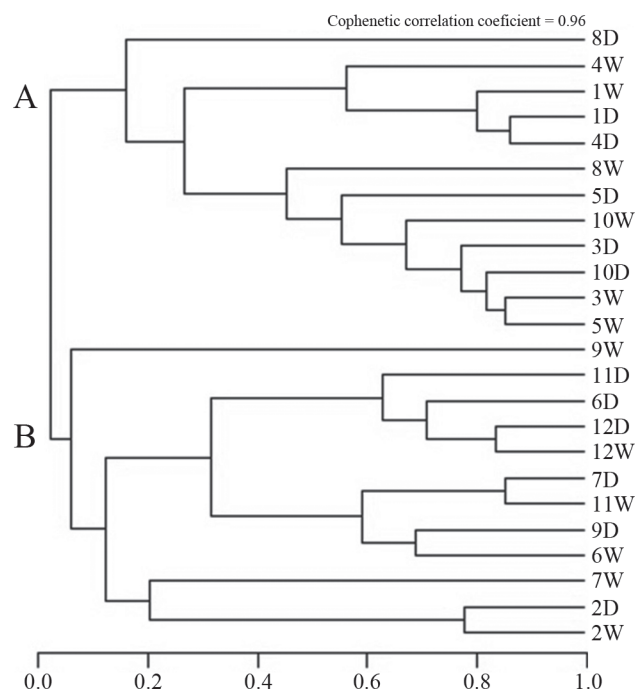 Cophenetic correlation coeficient = 0.96
8D
4W
A
1W
1D
4D
8W
5D
10W
3D
10D
3W
5W
9W
11D
6D
12D
B
12W
7D
11W
9D
6W
7W
2D
2W
0.0 0.2 0.4 0.6 0.8 1.0